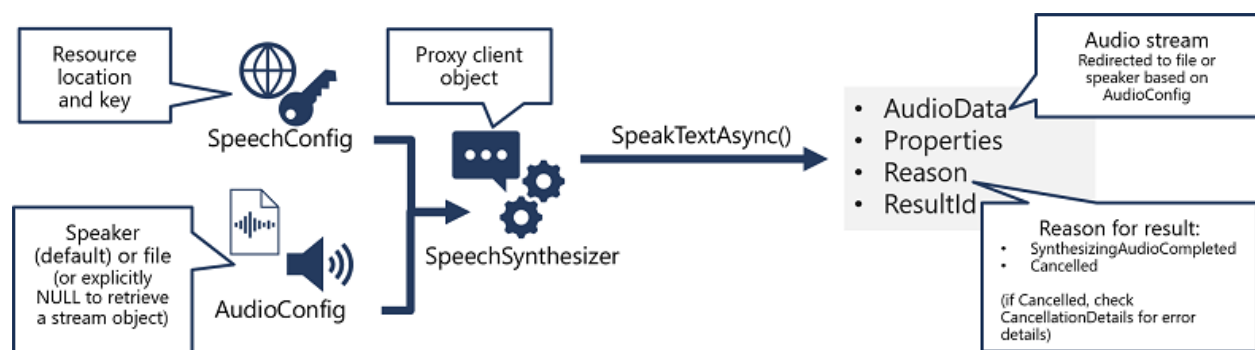 Resource
location
and key
SpeechConfig
Speaker
(default) or file
(or explicitly
NULL to retrieve
a stream object)
AudioConfig
Proxy client
object
SpeechSynthesizer
SpeakTextAsync()
• AudioData
• Properties
• Reason
• ResultId
Audio stream
Redirected to file or
speaker based on
AudioConfig
Reason for result:
• SynthesizingAudioCompleted
• Cancelled
(if Cancelled, check
CancellationDetails for error
details)